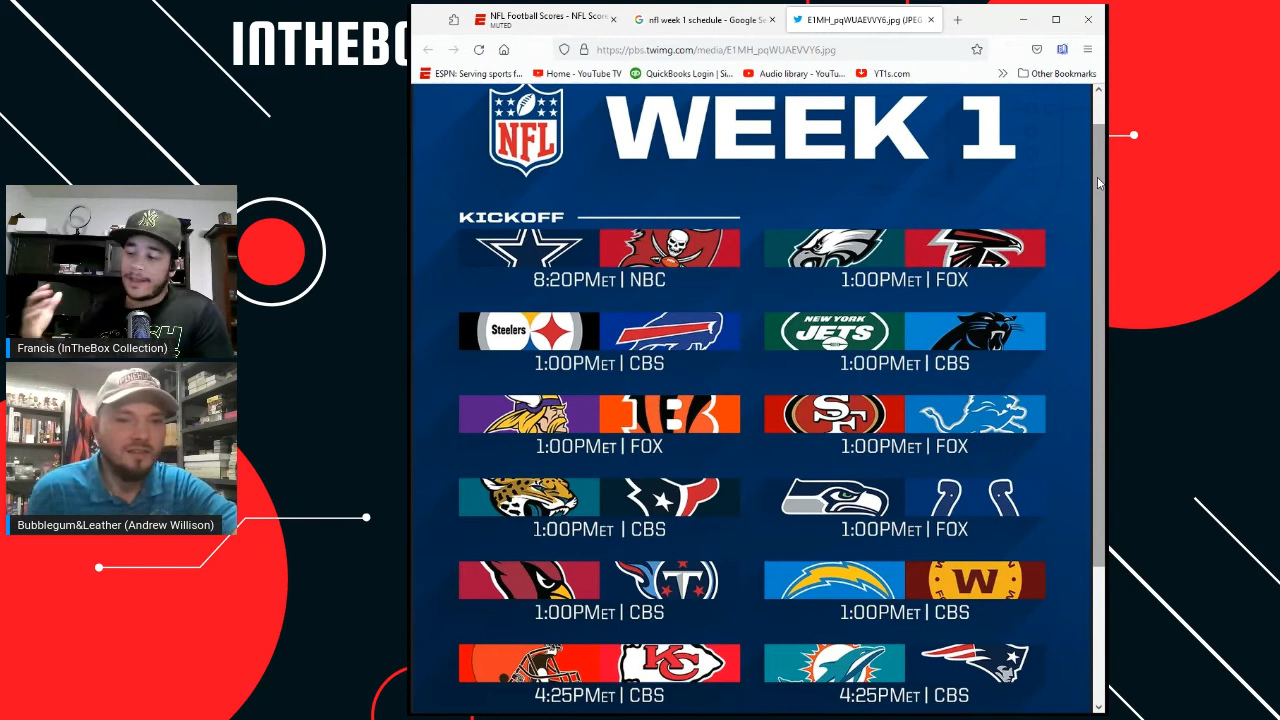 INTHEBO
NFL Football Scores - NFL Score
MUTED
nfl week 1 schedule - Google Se
E1MH_pqWUAEVVY6.jpg (JPEG
https://pbs.twimg.com/media/E1MH_pqWUAEVVY6.jpg
ESPN: Serving sports f...
Home - YouTube TV
QuickBooks Login | Si...
Audio library - YouTu...
YT1s.com
Other Bookmarks
NFL
WEEK 1
KICKOFF
8:20PMET | NBC
1:00PMET | FOX
Steelers
NEW YORK
JETS
1:00PMET | CBS
1:00PMET | CBS
SF
1:00PMET | FOX
1:00PMET | FOX
1:00PMET | CBS
1:00PMET | FOX
T
W
1:00PMET | CBS
1:00PMET | CBS
KC
4:25PMET | CBS
4:25PMET | CBS
Francis (InTheBox Collection)
Bubblegum&Leather (Andrew Willison)